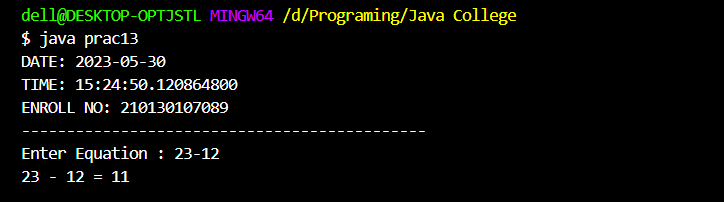 dell@DESKTOP-OPTJSTL MINGW64 /d/Programing/Java College
$ java prac13
DATE: 2023-05-30
TIME: 15:24:50.120864800
ENROLL NO: 210130107089
---------------------------------------------
Enter Equation : 23-12
23 - 12 = 11